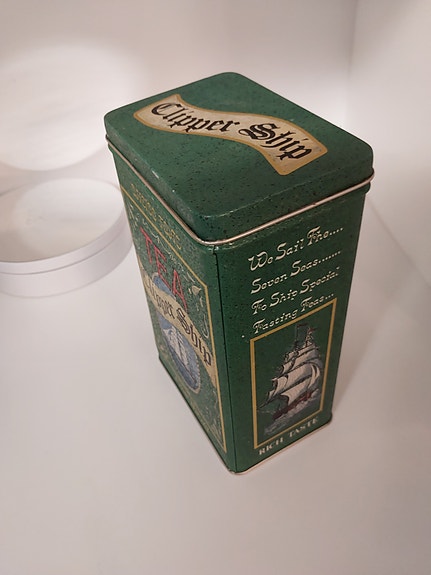 Clipper Ship
We Sail The....
Seven Seas.......
To Ship Special
Tasting Teas...
RICH TASTE
TEA
Clipper Ship